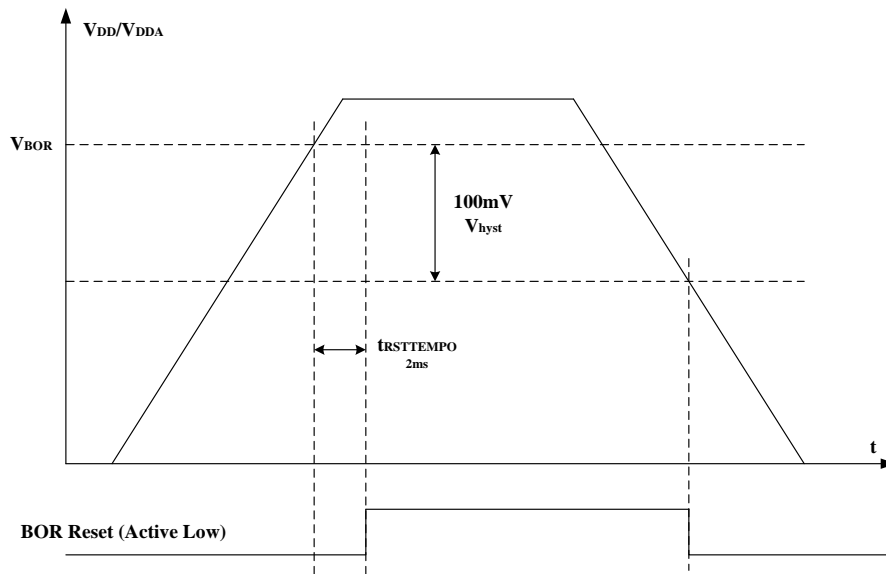 VDD/VDDA
VBOR
100mV
Vhyst
tRSTTEMPO
2ms
t
BOR Reset (Active Low)